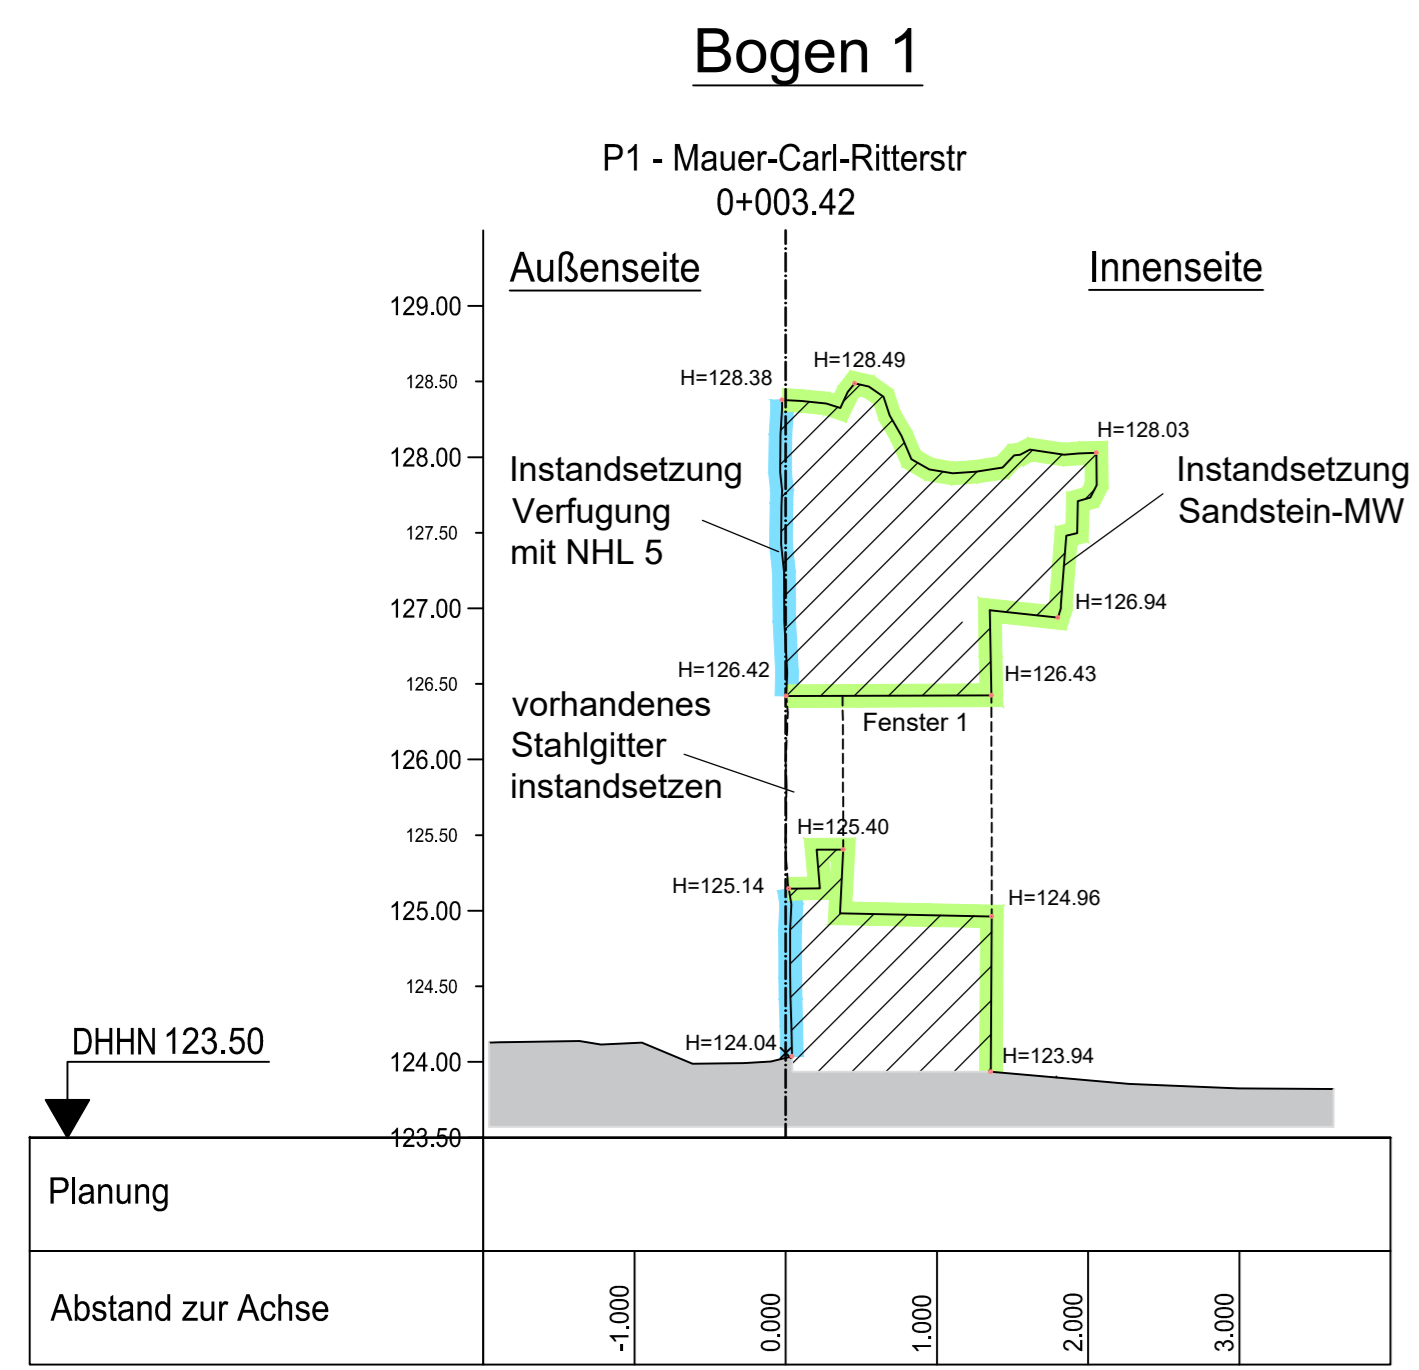 Bogen 1
P1 - Mauer-Carl-Ritterstr
0+003.42
Außenseite
Innenseite
129.00
128.50
128.00
127.50
127.00
126.50
126.00
125.50
125.00
124.50
124.00
123.50
H=128.38
H=128.49
H=128.03
Instandsetzung
Verfugung
mit NHL 5
Instandsetzung
Sandstein-MW
H=126.94
H=126.42
H=126.43
vorhandenes
Stahlgitter
instandsetzen
Fenster 1
H=125.40
H=125.14
H=124.96
H=124.04
H=123.94
DHHN 123.50
Planung
Abstand zur Achse
-1.000
0.000
1.000
2.000
3.000